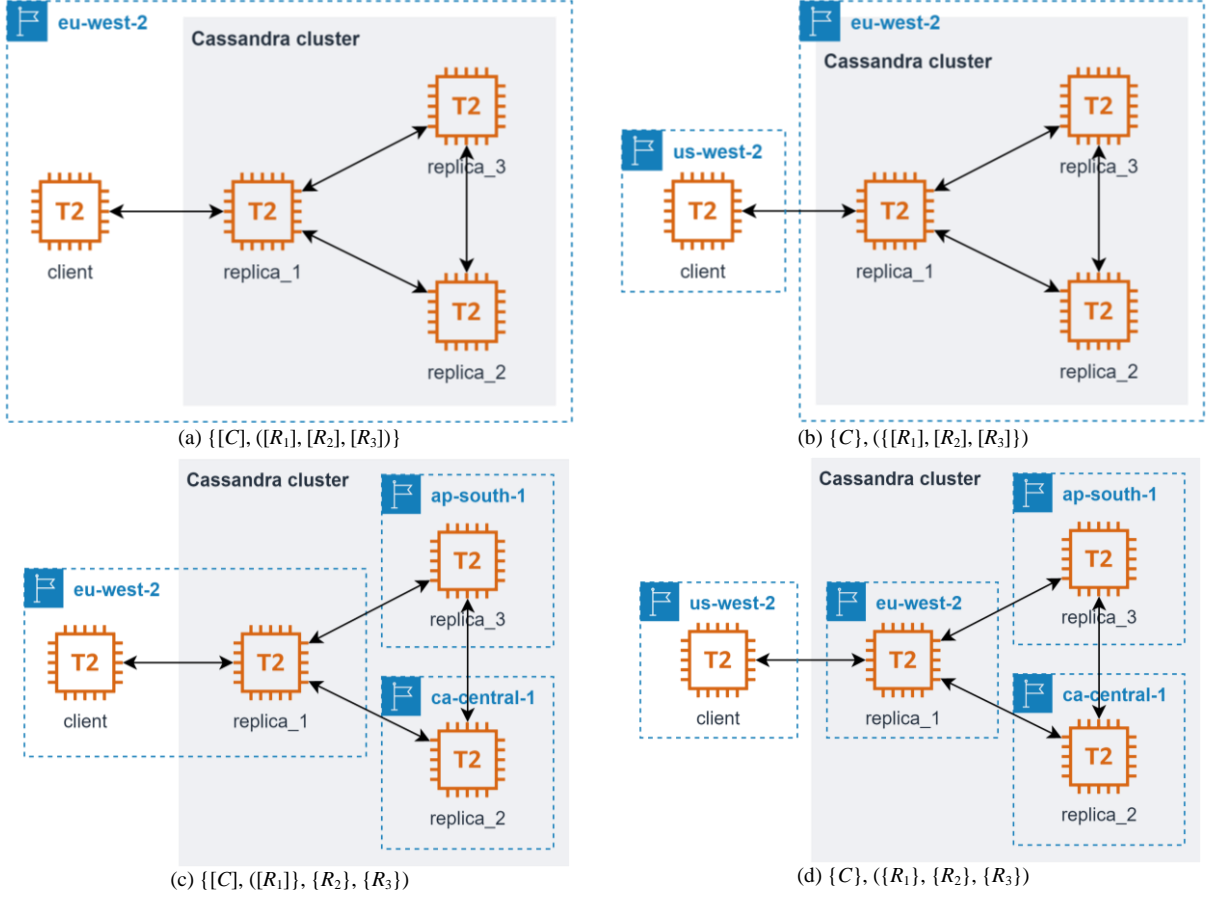 eu-west-2
Cassandra cluster
T2
replica_3
T2
client
T2
replica_1
T2
replica_2
(a) {[C], ([R1], [R2], [R3])}
eu-west-2
Cassandra cluster
T2
replica_3
us-west-2
T2
client
T2
replica_1
T2
replica_2
(b) {C}, ({[R1], [R2], [R3]})
Cassandra cluster
ap-south-1
T2
replica_3
eu-west-2
T2
client
T2
replica_1
ca-central-1
T2
replica_2
(c) {[C], ([R1]}, {R2}, {R3})
Cassandra cluster
ap-south-1
T2
replica_3
us-west-2
T2
client
eu-west-2
T2
replica_1
ca-central-1
T2
replica_2
(d) {C}, ({R1}, {R2}, {R3})